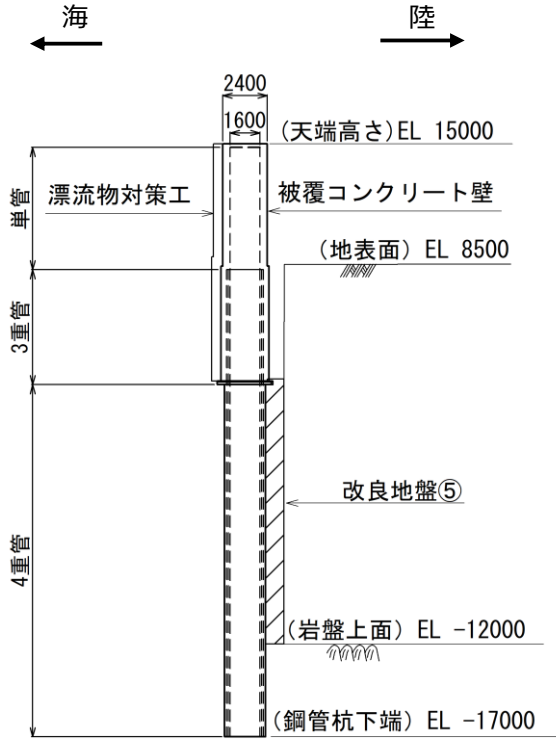 海
陸
2400
1600
(天端高さ)EL 15000
漂流物対策工
被覆コンクリート壁
単管
(地表面) EL 8500
3重管
改良地盤⑤
4重管
(岩盤上面) EL -12000
(鋼管杭下端) EL -17000